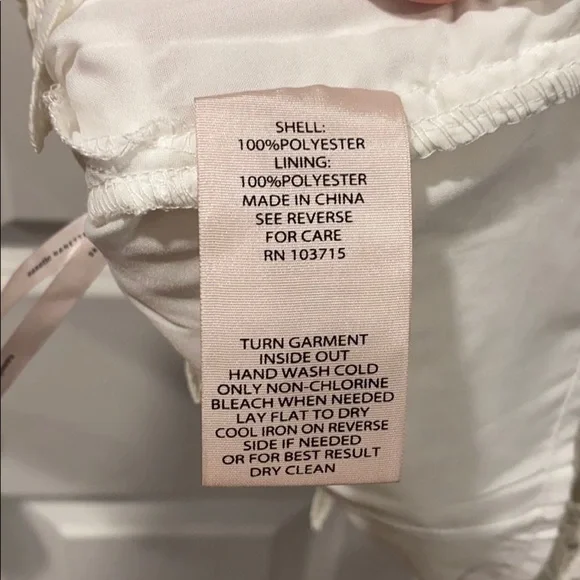 SHELL:
100%POLYESTER
LINING:
100%POLYESTER
MADE IN CHINA
SEE REVERSE
FOR CARE
RN 103715
TURN GARMENT
INSIDE OUT
HAND WASH COLD
ONLY NON-CHLORINE
BLEACH WHEN NEEDED
LAY FLAT TO DRY
COOL IRON ON REVERSE
SIDE IF NEEDED
OR FOR BEST RESULT
DRY CLEAN